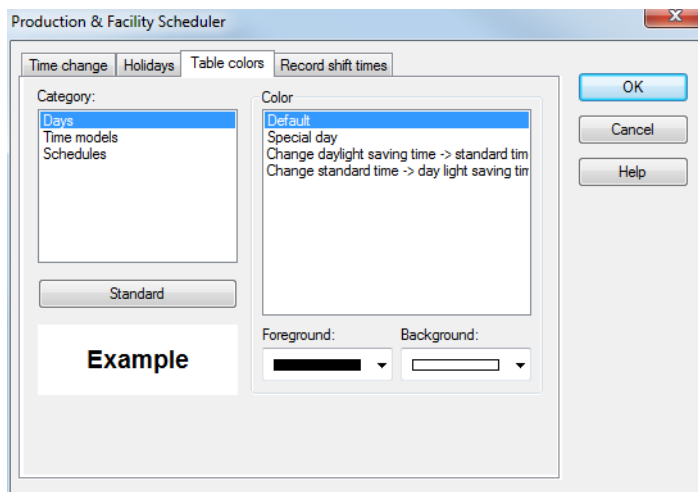 Production & Facility Scheduler
Time change
Holidays
Table colors
Record shift times
Category:
Days
Time models
Schedules
Standard
Example
Color
Default
Special day
Change daylight saving time -> standard tim
Change standard time -> day light saving tim
Foreground:
Background:
OK
Cancel
Help